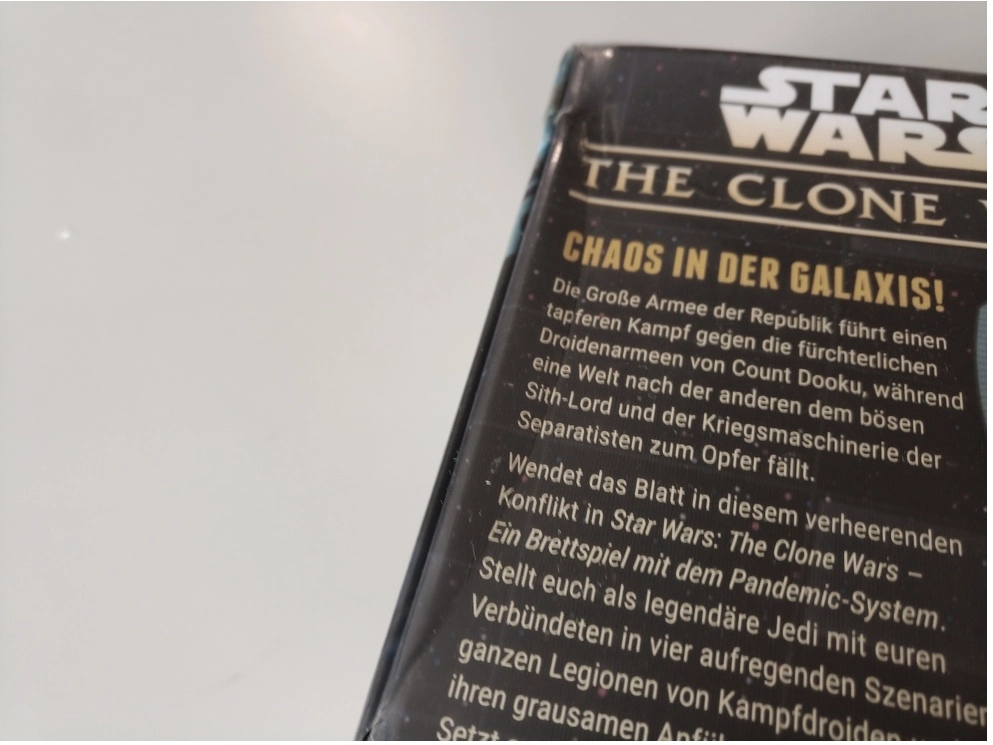 STAR
WARS
THE CLONE
CHAOS IN DER GALAXIS!
Die Große Armee der Republik führt einen
tapferen Kampf gegen die fürchterlichen
Droidenarmeen von Count Dooku, während
eine Welt nach der anderen dem bösen
Sith-Lord und der Kriegsmaschinerie der
Separatisten zum Opfer fällt.
Wendet das Blatt in diesem verheerenden
Konflikt in Star Wars: The Clone Wars –
Ein Brettspiel mit dem Pandemic-System.
Stellt euch als legendäre Jedi mit euren
Verbündeten in vier aufregenden Szenarien
ganzen Legionen von Kampfdroiden
ihren grausamen
Setzt